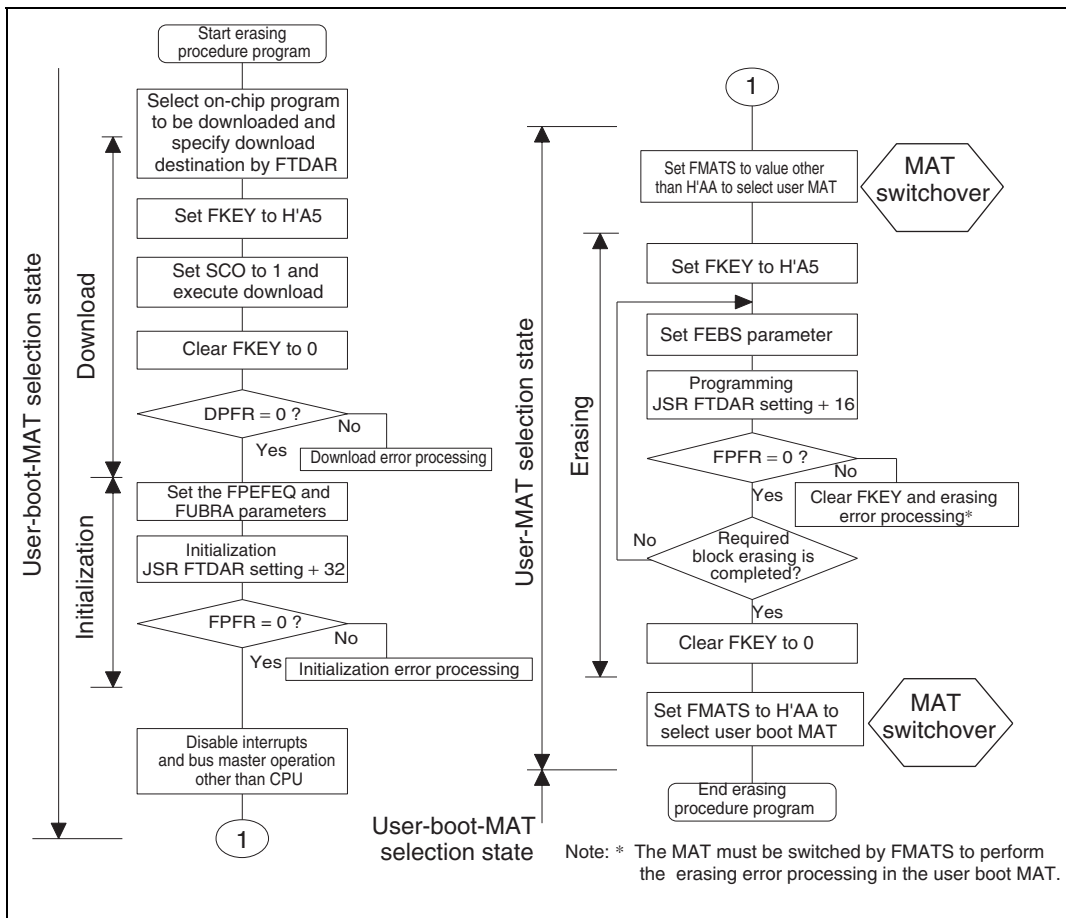 Start erasing
procedure program
Select on-chip program
to be downloaded and
specify download
destination by FTDAR
Set FKEY to H'A5
Set SCO to 1 and
execute download
Clear FKEY to 0
DPFR = 0 ?
No
Yes
Download error processing
Set the FPEFEQ and
FUBRA parameters
Initialization
JSR FTDAR setting + 32
FPFR = 0 ?
No
Yes
Initialization error processing
Disable interrupts
and bus master operation
other than CPU
1
User-boot-MAT selection state
Download
Initialization
1
Set FMATS to value other
than H'AA to select user MAT
MAT
switchover
Set FKEY to H'A5
Set FEBS parameter
Programming
JSR FTDAR setting + 16
FPFR = 0 ?
No
Yes
Clear FKEY and erasing
error processing*
Required
block erasing is
completed?
No
Yes
Clear FKEY to 0
Set FMATS to H'AA to
select user boot MAT
MAT
switchover
End erasing
procedure program
User-MAT selection state
Erasing
User-boot-MAT
selection state
Note: * The MAT must be switched by FMATS to perform
the erasing error processing in the user boot MAT.